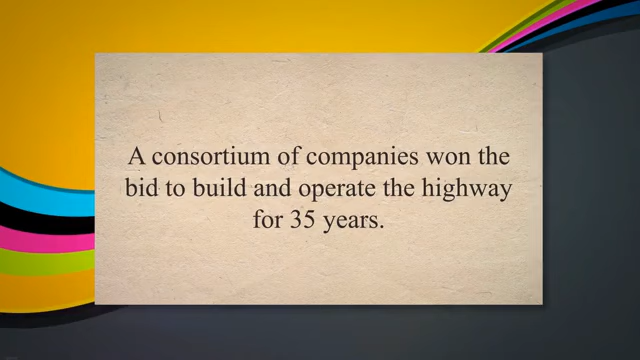 A consortium of companies won the
bid to build and operate the highway
for 35 years.